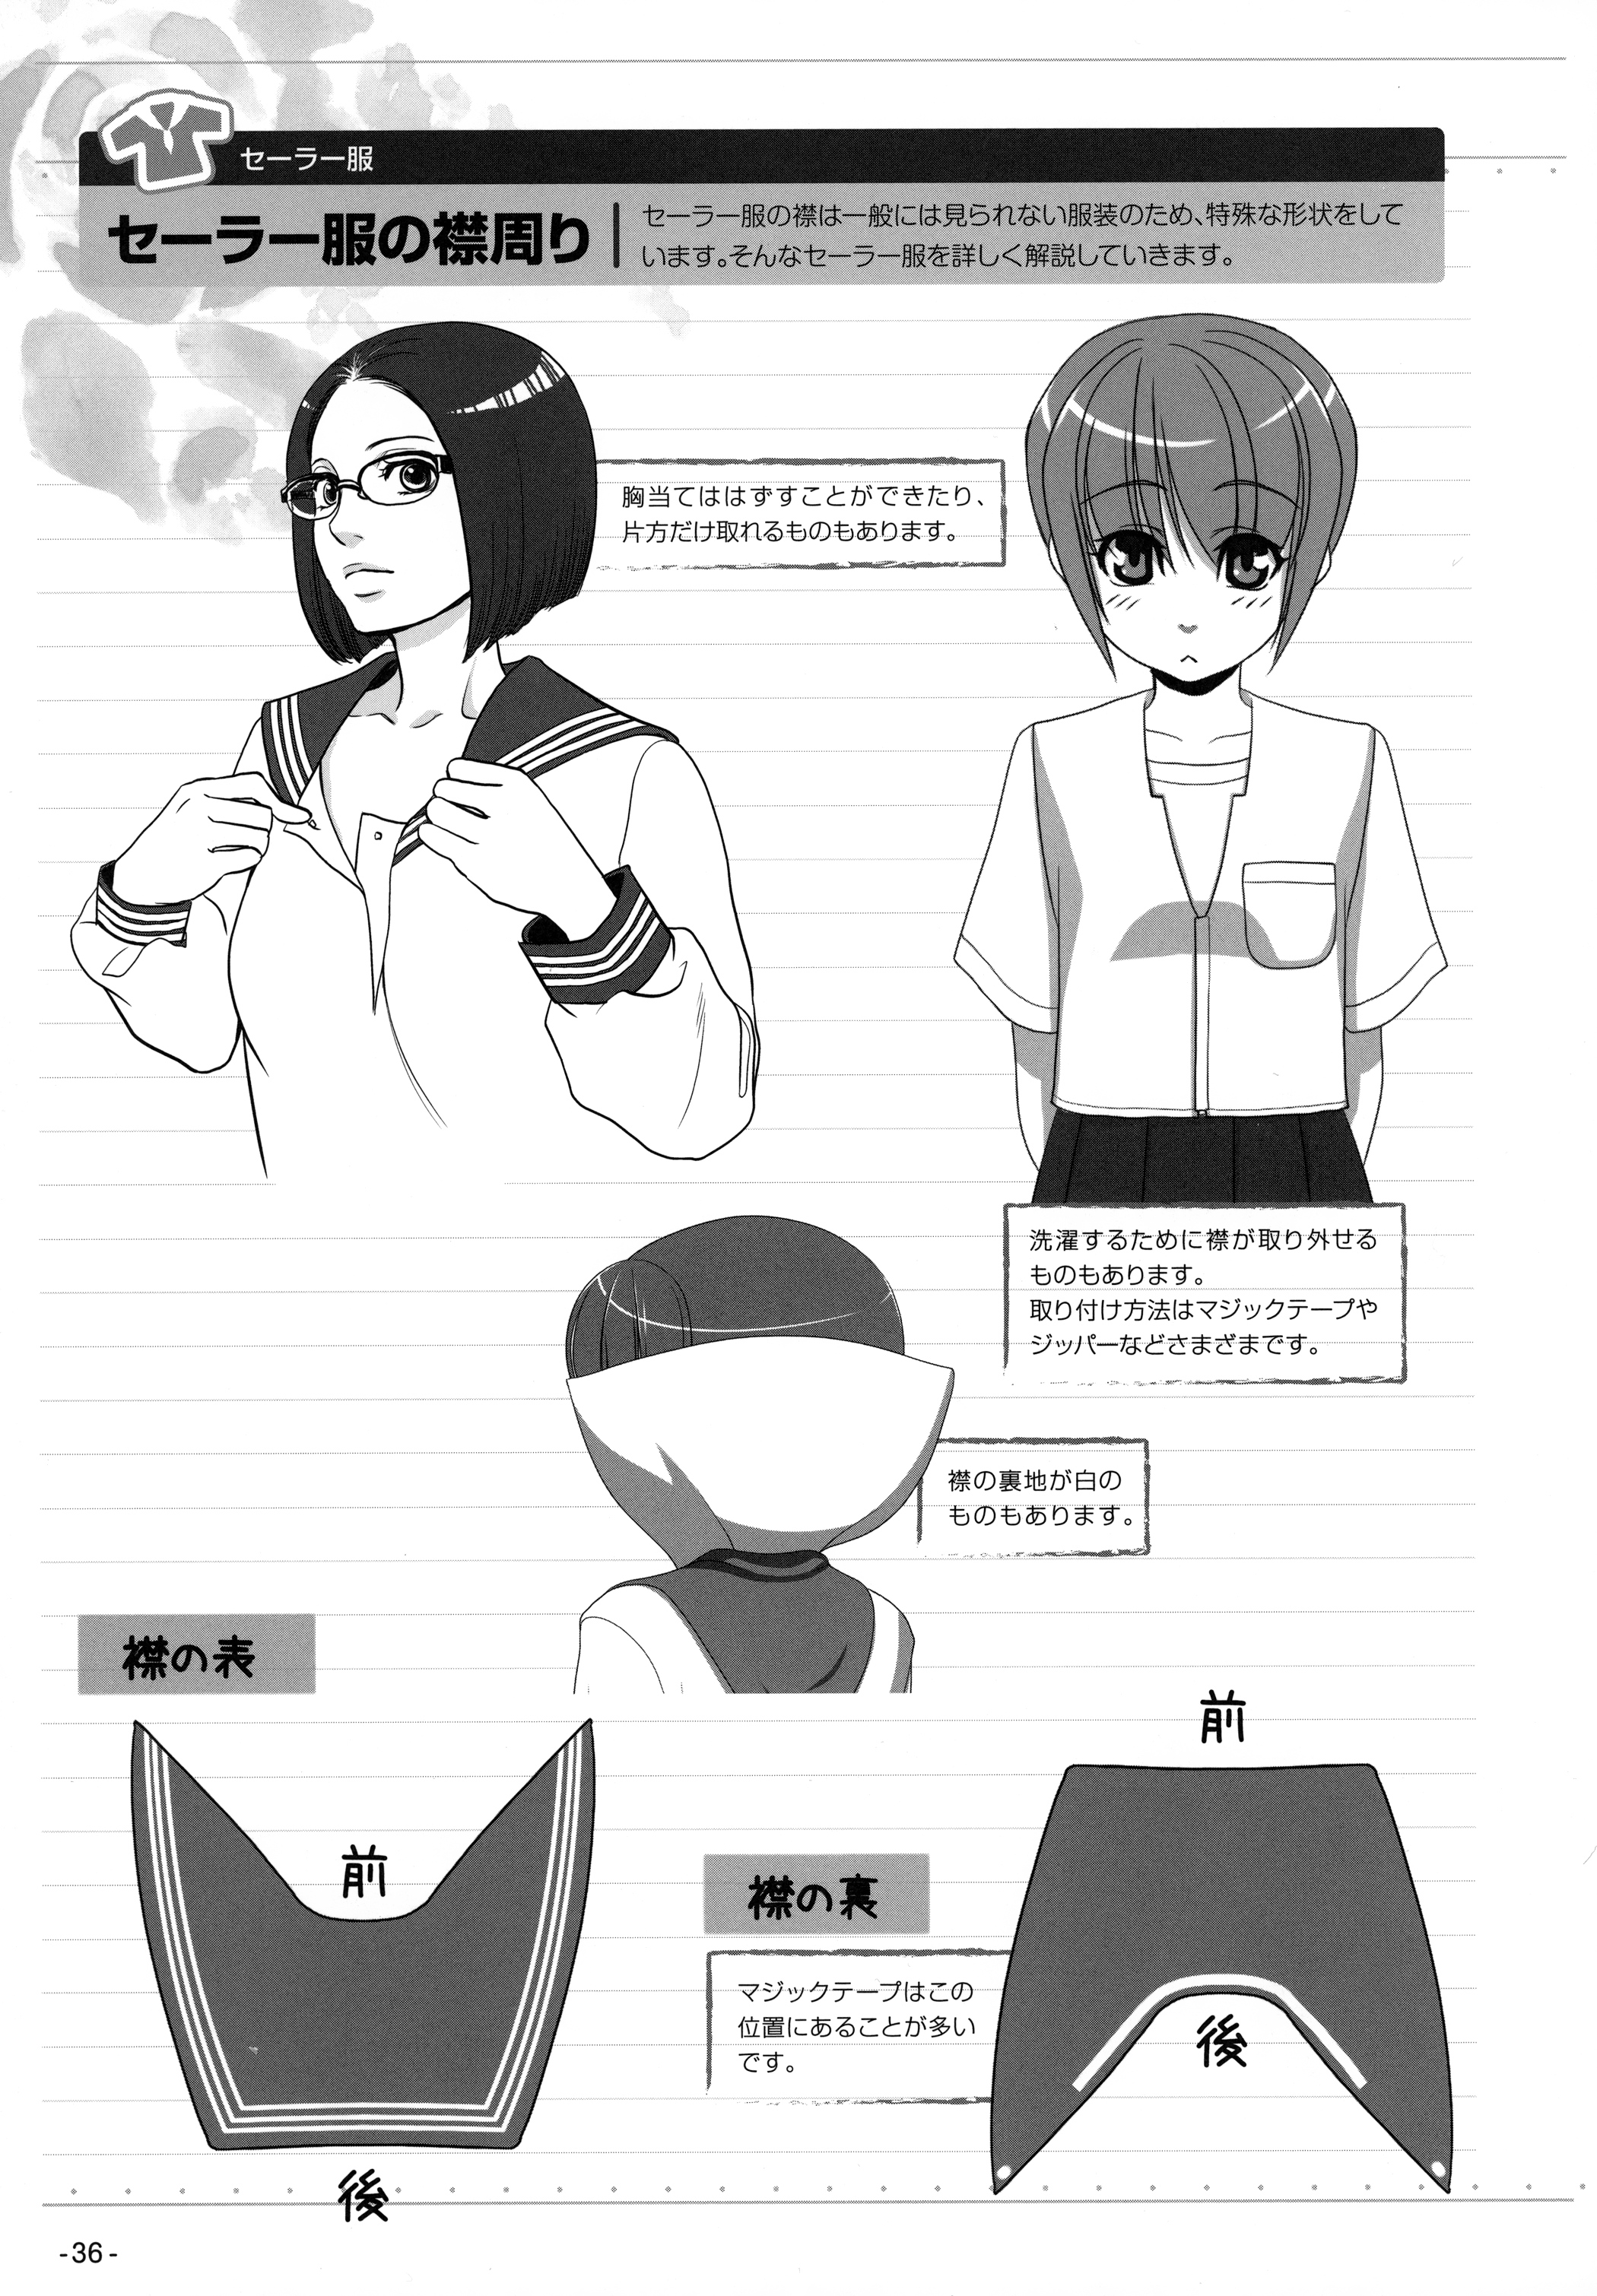 セーラー服
セーラー服の襟周り
セーラー服の襟は一般には見られない服装のため、特殊な形状をして
います。そんなセーラー服を詳しく解説していきます。
胸当てははずすことができたり、
片方だけ取れるものもあります。
洗濯するために襟が取り外せる
ものもあります。
取り付け方法はマジックテープや
ジッパーなどさまざまです。
襟の裏地が白の
ものもあります。
襟の表
前
後
前
襟の裏
マジックテープはこの
位置にあることが多い
です。
後
-36-